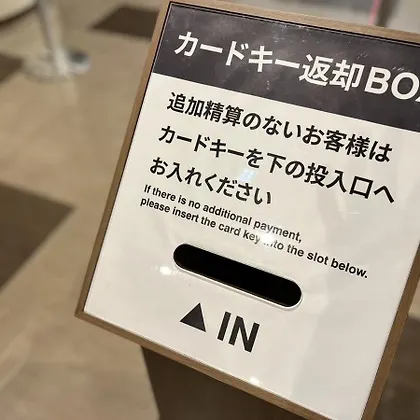 カードキー返却BO
追加精算のないお客様は
カードキーを下の投入口へ
お入れください
If there is no additional payment,
please insert the card key into the slot below.
▲IN